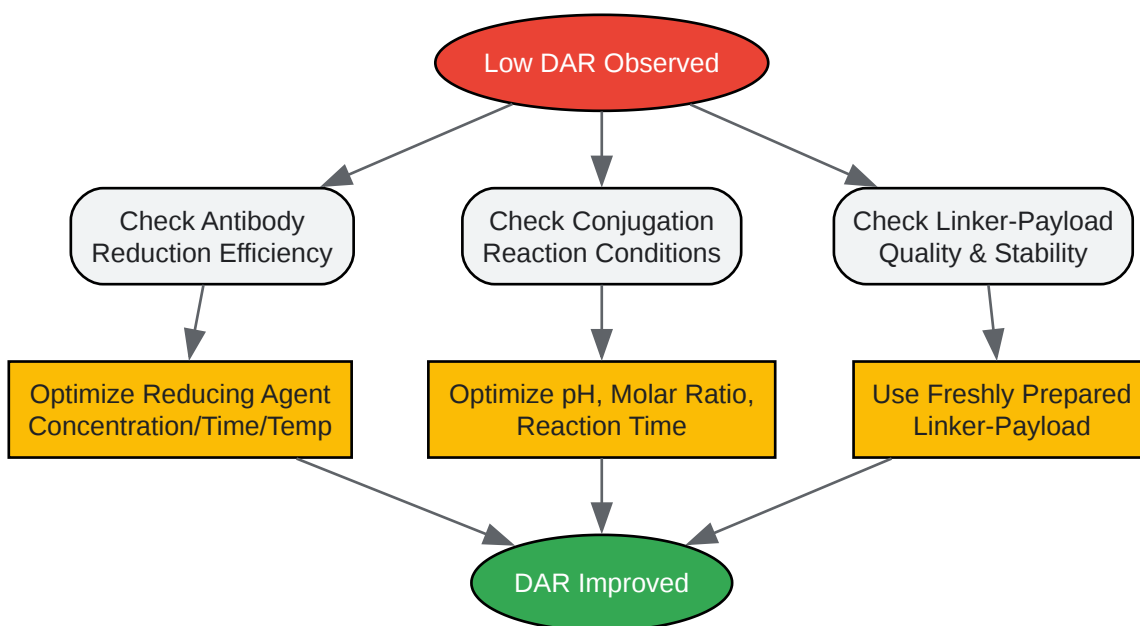 Low DAR Observed
Check Antibody
Reduction Efficiency
Check Conjugation
Reaction Conditions
Check Linker-Payload
Quality & Stability
Optimize Reducing Agent
Concentration/Time/Temp
Optimize pH, Molar Ratio,
Reaction Time
Use Freshly Prepared
Linker-Payload
DAR Improved